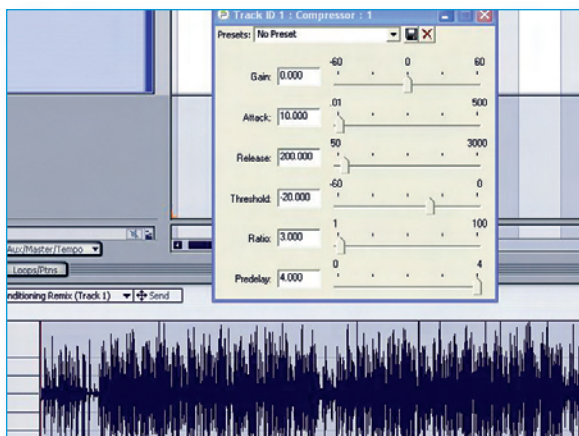 Track ID 1 : Compressor : 1
Presets: No Preset
Gain: 0.000 -60 0 60
Attack: 10.000 .01 500
Release: 200.000 50 3000
Threshold: -20.000 -60 0
Ratio: 3.000 1 100
Predelay: 4.000 0 4
Aux/Master/Tempo
Loops/Ptns
nditioning Remix (Track 1) Send